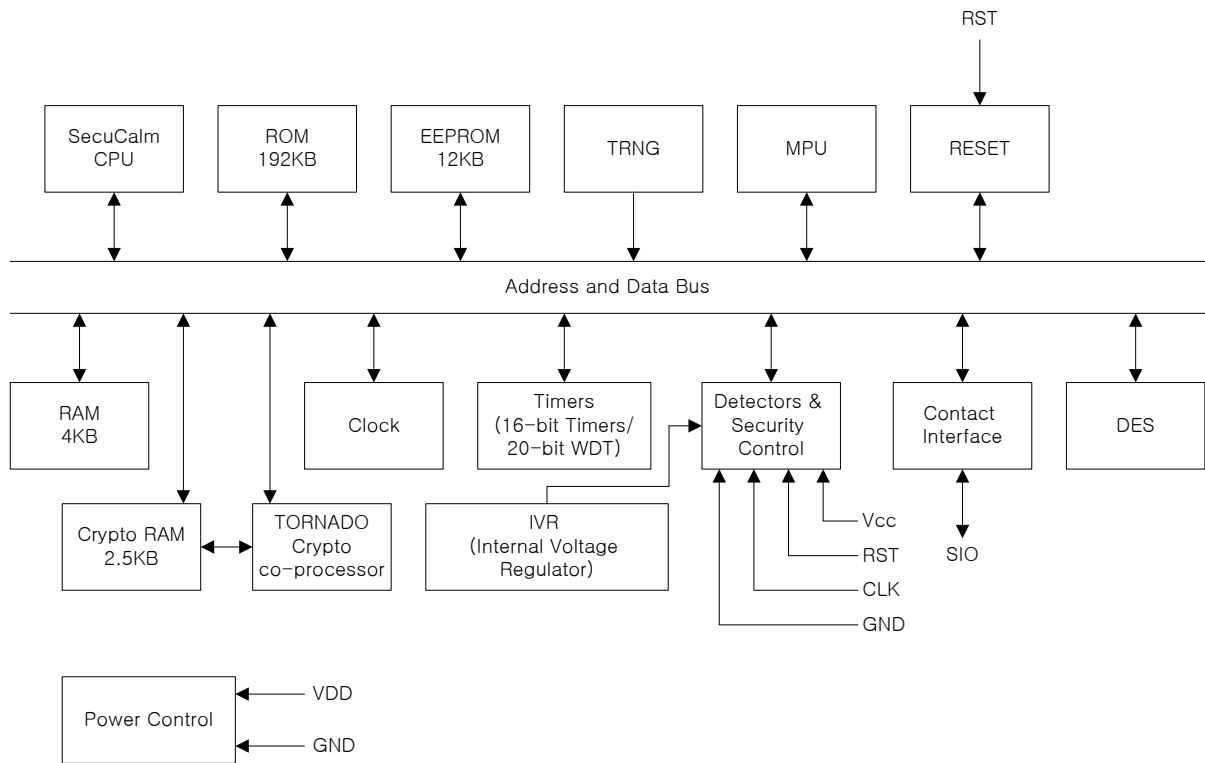 RST
SecuCalm
CPU
ROM
192KB
EEPROM
12KB
TRNG
MPU
RESET
Address and Data Bus
RAM
4KB
Clock
Timers
(16-bit Timers/
20-bit WDT)
Detectors &
Security
Control
Contact
Interface
DES
Crypto RAM
2.5KB
TORNADO
Crypto
co-processor
IVR
(Internal Voltage
Regulator)
Vcc
RST
CLK
GND
SIO
Power Control
VDD
GND